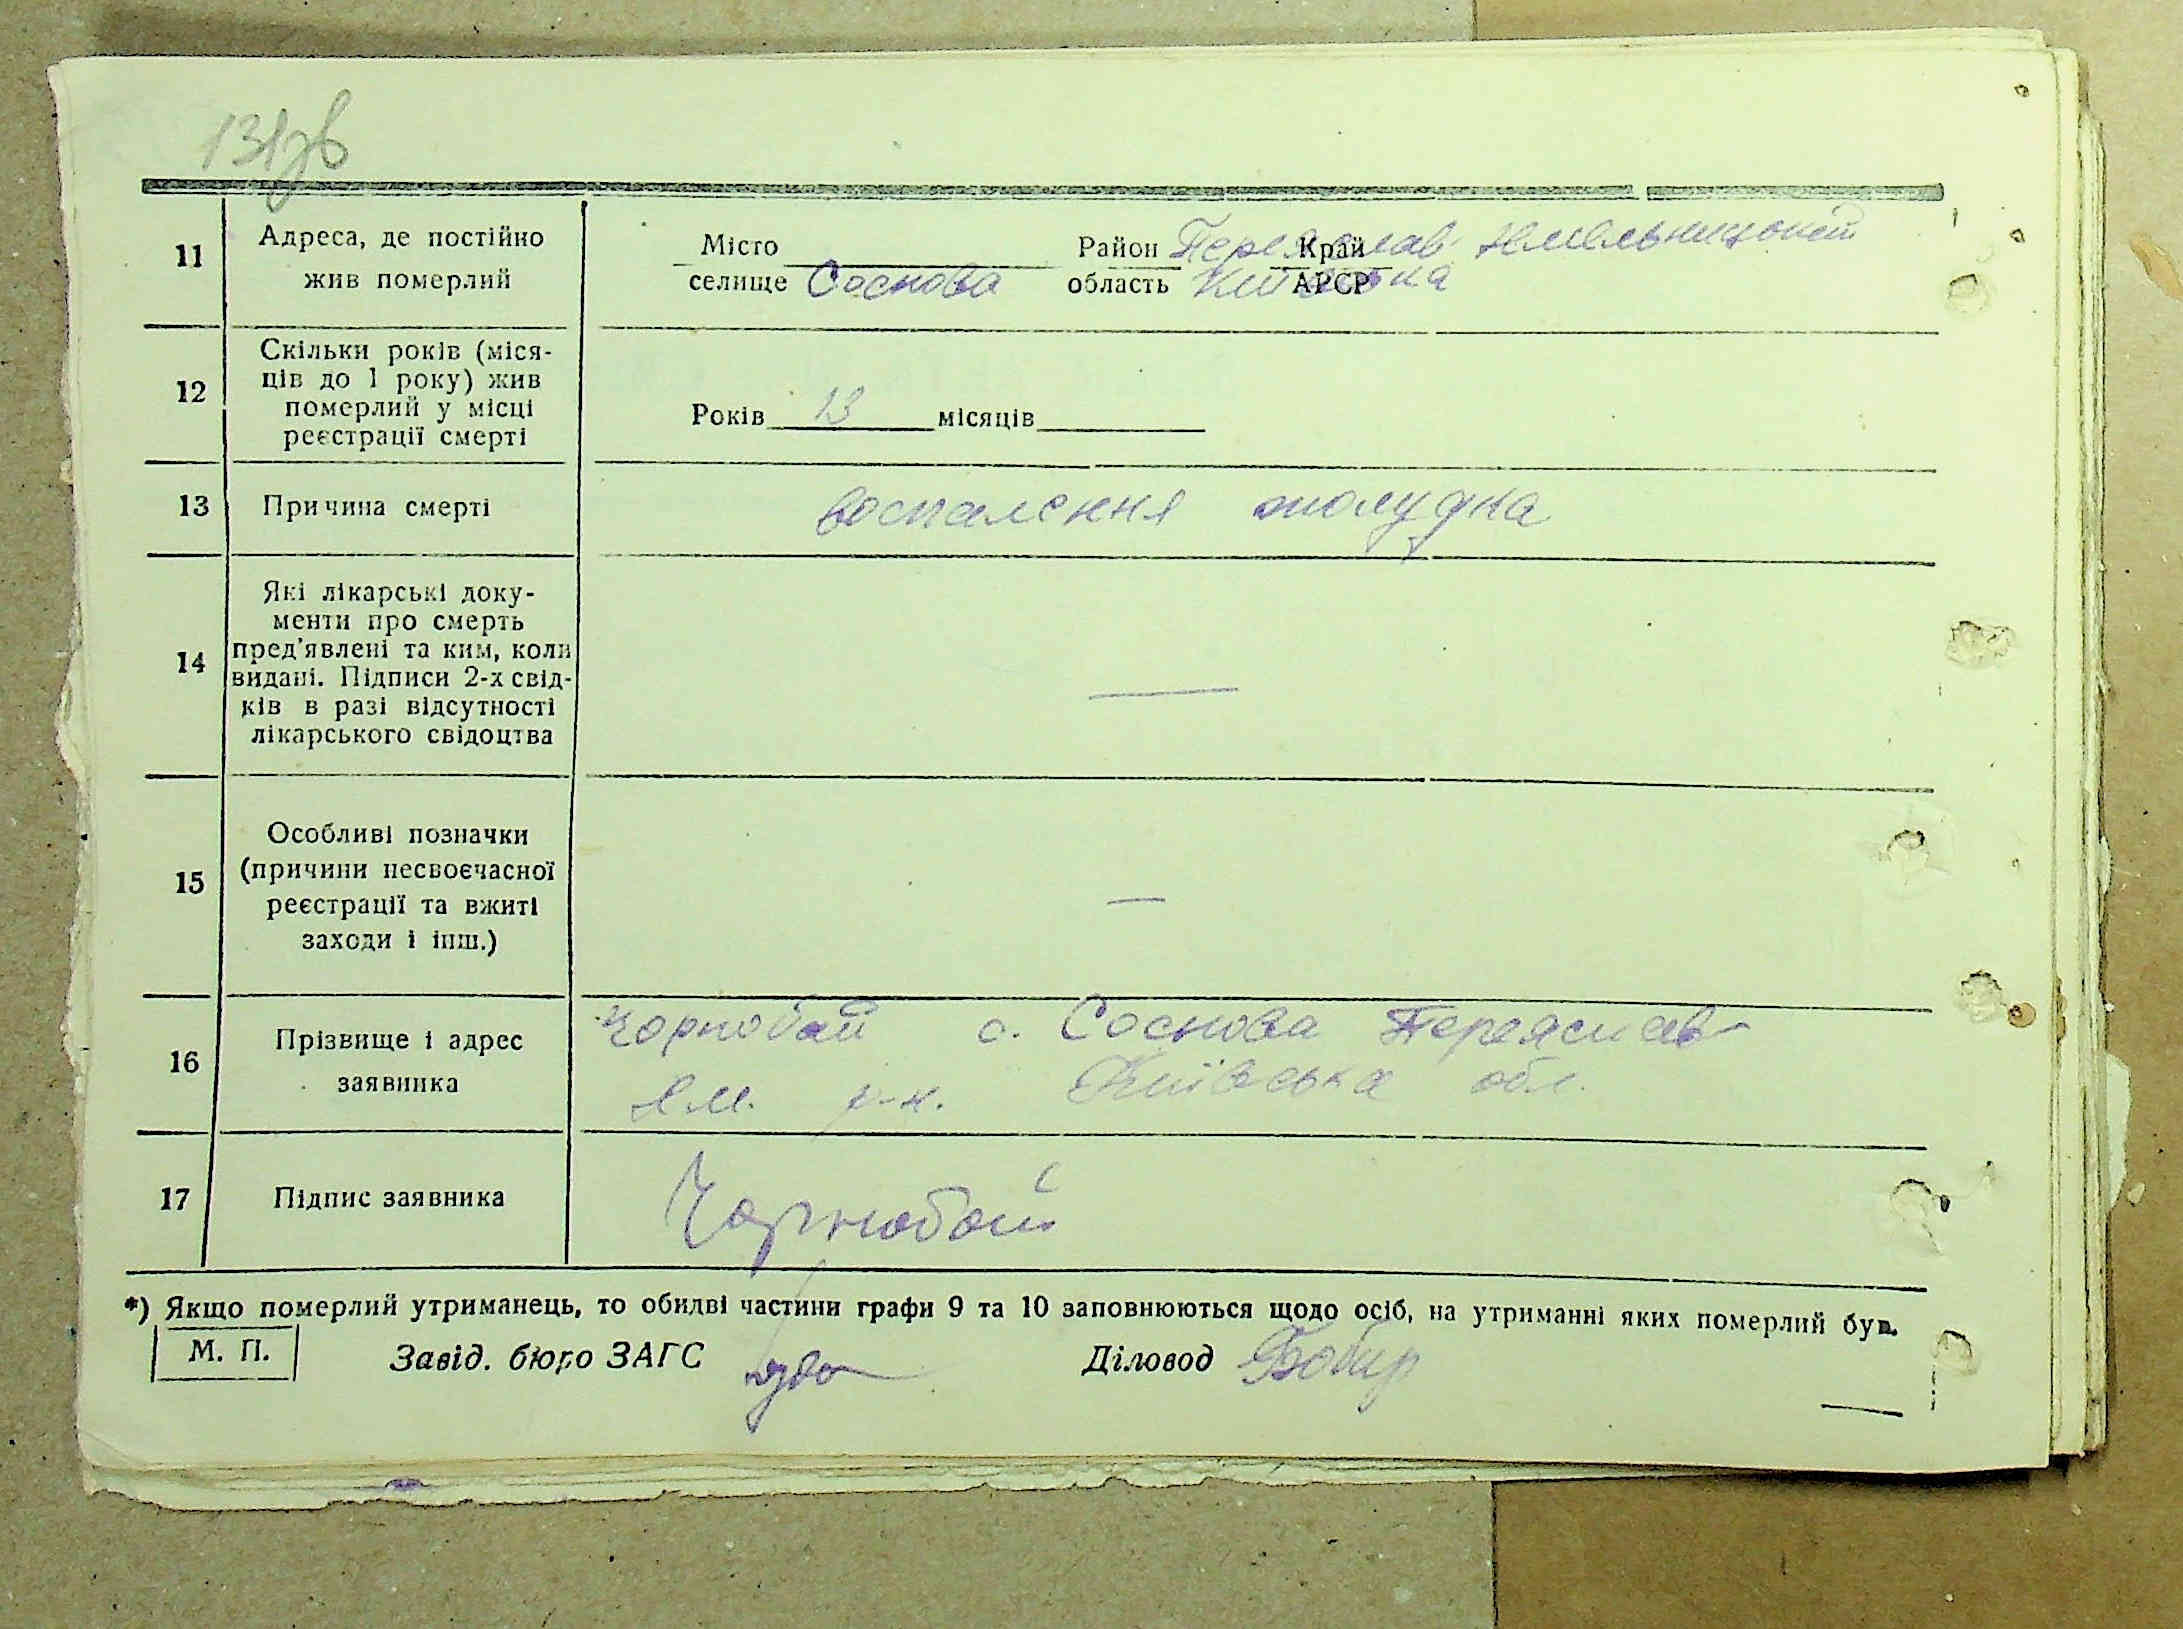 131зв
11
Адреса, де постійно
жив померлий
Місто
селище Соснова
Район Переяслав Хмельницький Край
область Київська АРСР
12
Скільки років (міся-
ців до 1 року) жив
померлий у місці
реєстрації смерті
Років 13 місяців
13
Причина смерті
воспалення жолудка
14
Які лікарські доку-
менти про смерть
пред'явлені та ким, коли
видані. Підписи 2-х свід-
ків в разі відсутності
лікарського свідоцтва
—
15
Особливі позначки
(причини несвоєчасної
реєстрації та вжиті
заходи і інш.)
—
16
Прізвище і адрес
заявника
Чорнобай с. Соснова Переяслав
Хм. р-н. Київська обл.
17
Підпис заявника
Чорнобай
*) Якщо померлий утриманець, то обидві частини графи 9 та 10 заповнюються щодо осіб, на утриманні яких померлий був.
М. П.
Завід. бюро ЗАГС
Діловод Бобир